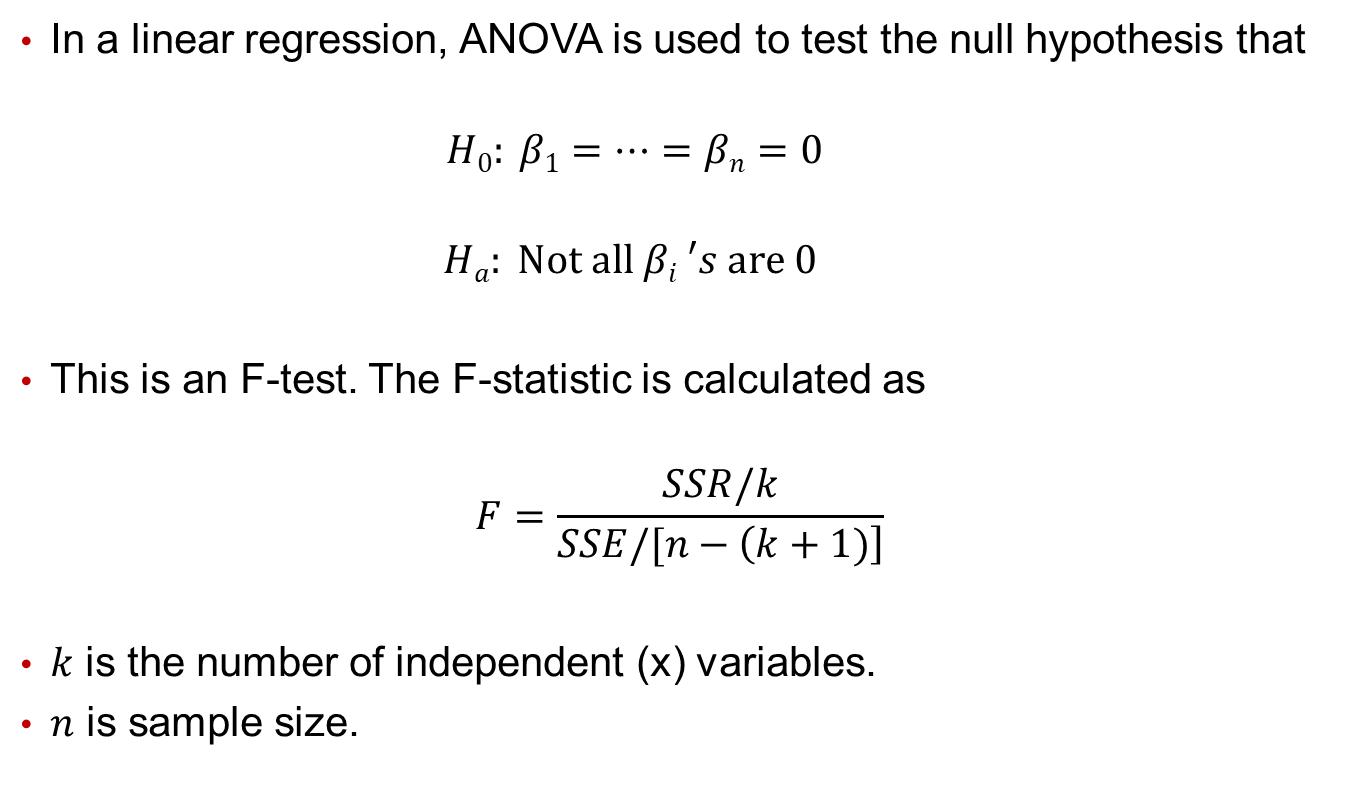 • In a linear regression, ANOVA is used to test the null hypothesis that
H₀: β₁ = ⋯ = βₙ = 0
Hₐ: Not all βᵢ 's are 0
• This is an F-test. The F-statistic is calculated as
F = SSR/k / SSE/[n − (k + 1)]
• k is the number of independent (x) variables.
• n is sample size.